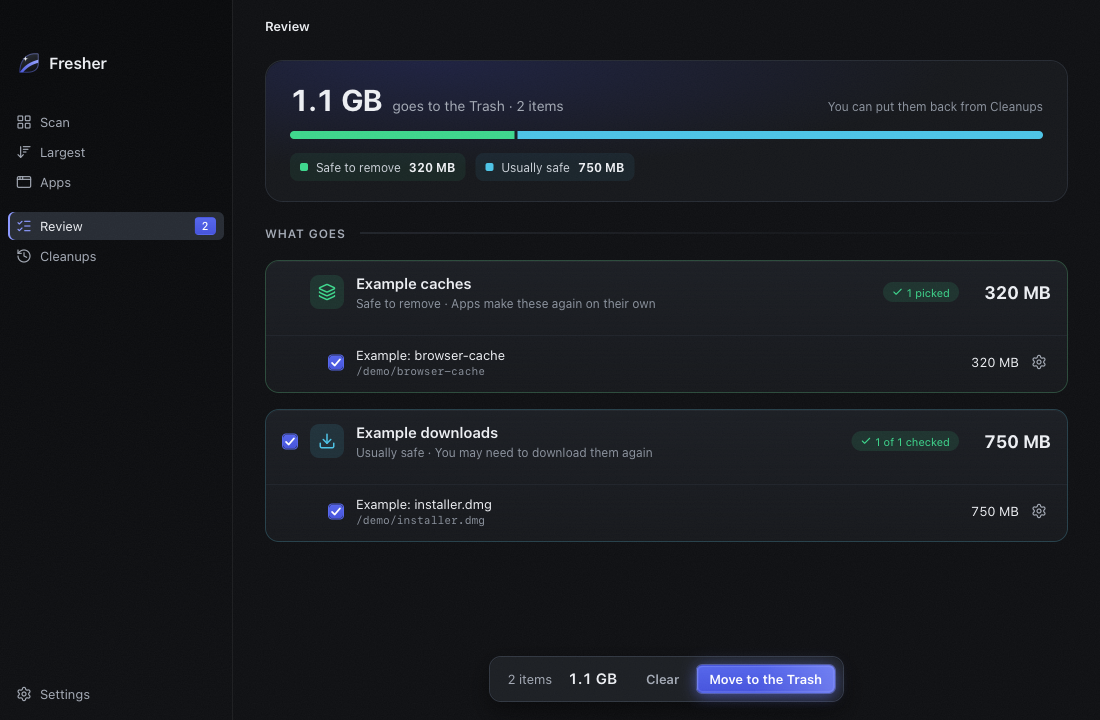 Fresher
Scan
Largest
Apps
Review 2
Cleanups
Settings
Review
1.1 GB goes to the Trash · 2 items
You can put them back from Cleanups
Safe to remove 320 MB
Usually safe 750 MB
WHAT GOES
Example caches
Safe to remove · Apps make these again on their own
1 picked
320 MB
Example: browser-cache
/demo/browser-cache
320 MB
Example downloads
Usually safe · You may need to download them again
1 of 1 checked
750 MB
Example: installer.dmg
/demo/installer.dmg
750 MB
2 items 1.1 GB Clear Move to the Trash